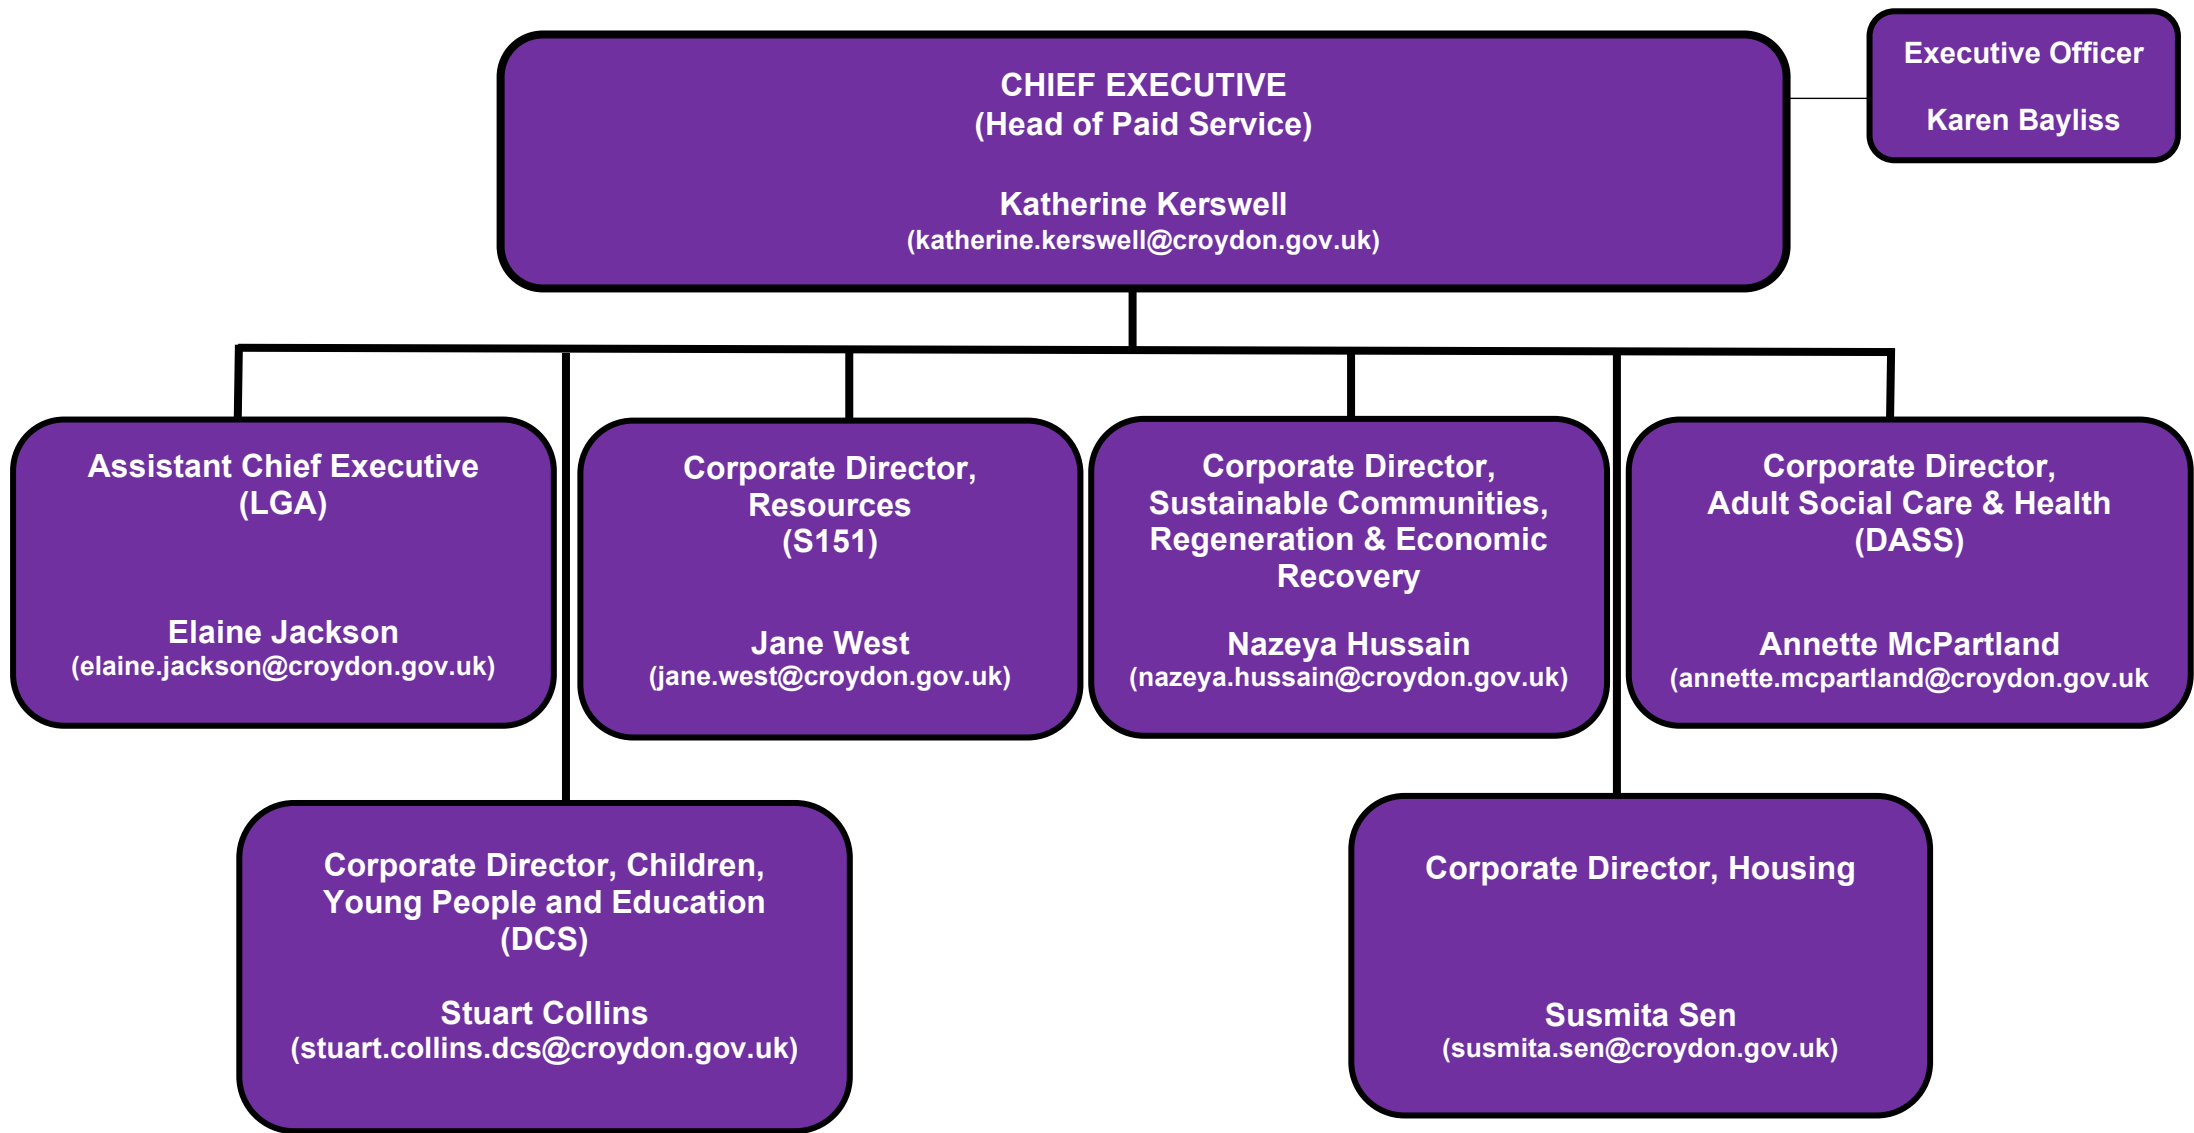 CHIEF EXECUTIVE
(Head of Paid Service)
Katherine Kerswell
(katherine.kerswell@croydon.gov.uk)
Executive Officer
Karen Bayliss
Assistant Chief Executive
(LGA)
Elaine Jackson
(elaine.jackson@croydon.gov.uk)
Corporate Director,
Resources
(S151)
Jane West
(jane.west@croydon.gov.uk)
Corporate Director,
Sustainable Communities,
Regeneration & Economic
Recovery
Nazeya Hussain
(nazeya.hussain@croydon.gov.uk)
Corporate Director,
Adult Social Care & Health
(DASS)
Annette McPartland
(annette.mcpartland@croydon.gov.uk
Corporate Director, Children,
Young People and Education
(DCS)
Stuart Collins
(stuart.collins.dcs@croydon.gov.uk)
Corporate Director, Housing
Susmita Sen
(susmita.sen@croydon.gov.uk)